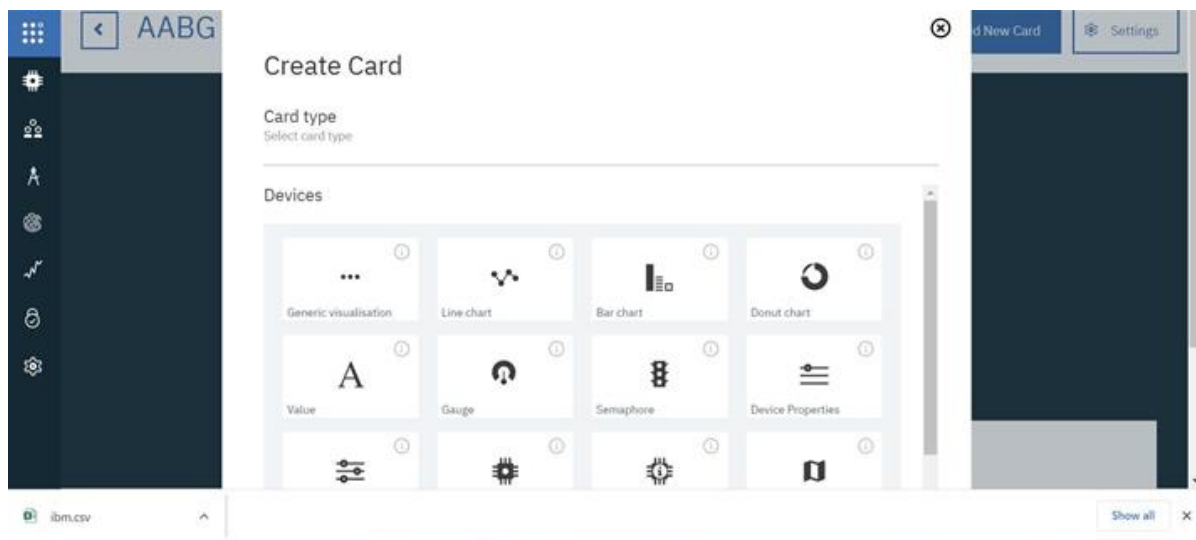 AABG
d New Card
Settings
Create Card
Card type
Select card type
Devices
Generic visualisation
Line chart
Bar chart
Donut chart
A
Value
Gauge
Semaphore
Device Properties
ibm.csv
Show all